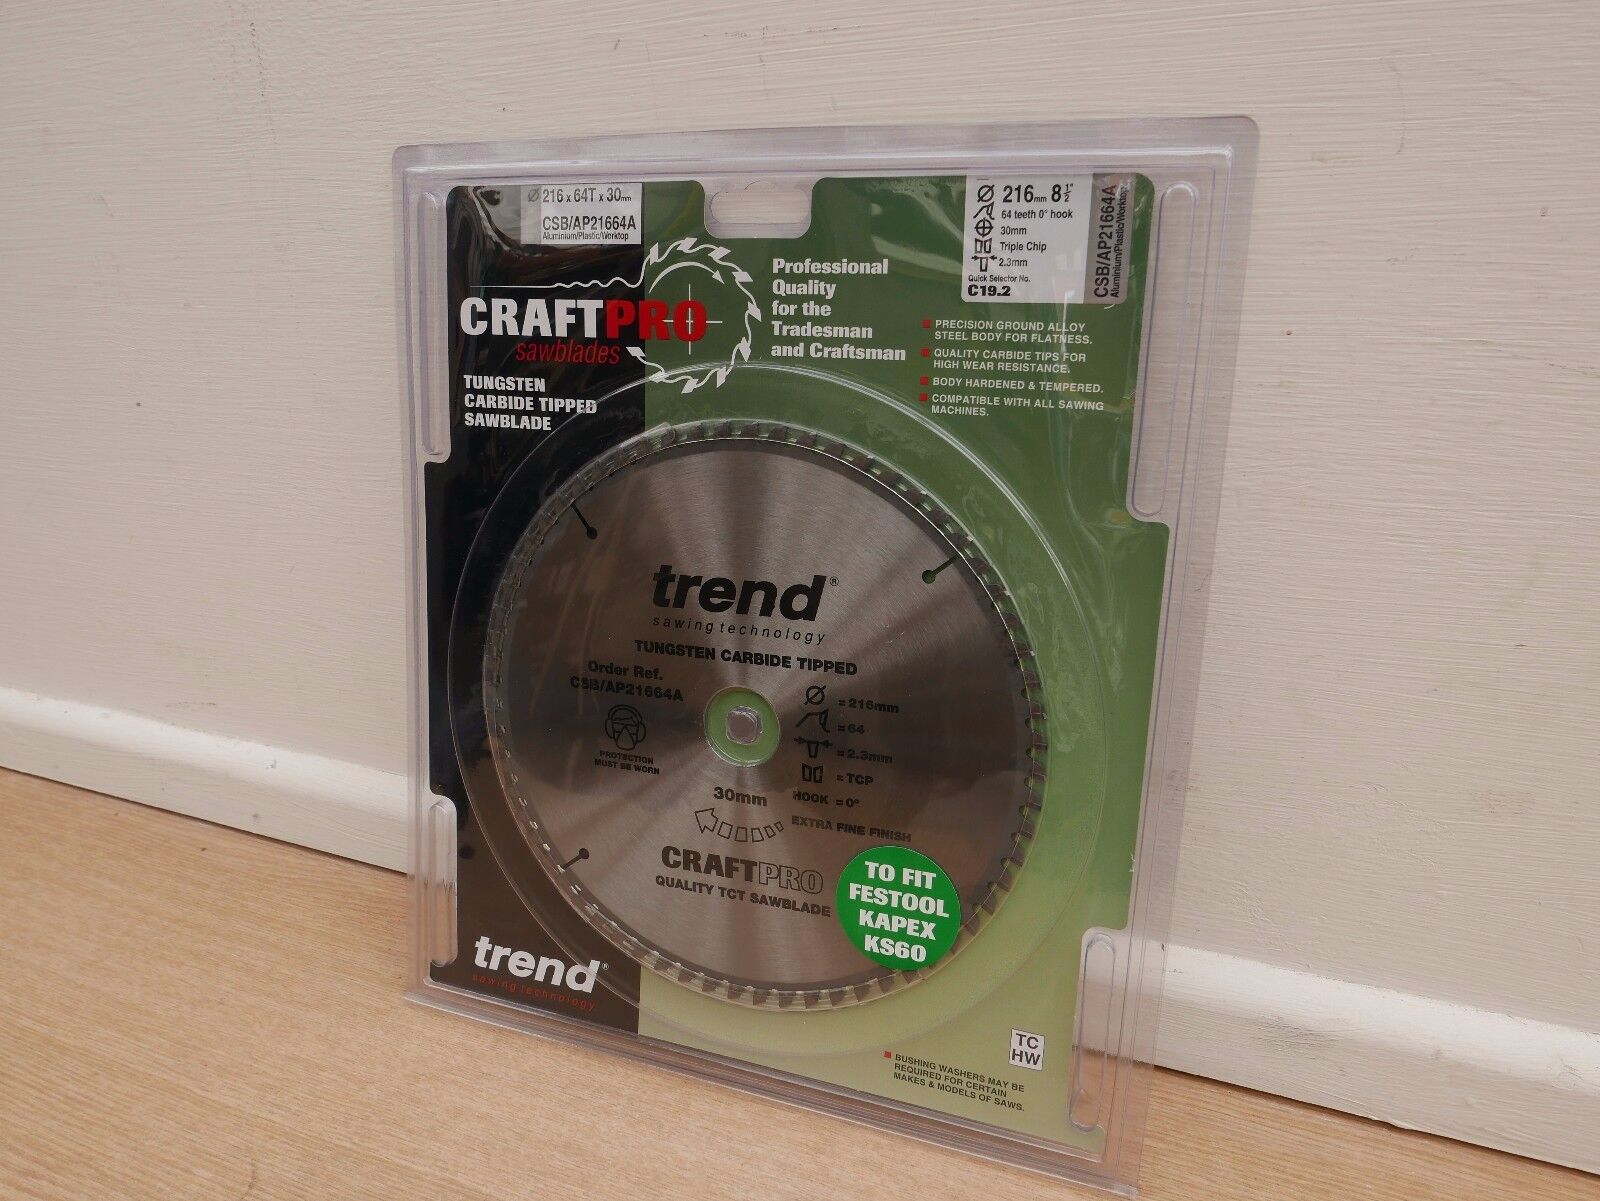 Ø 216 x 64T x 30mm
CSB/AP21664A
Aluminium/Plastic/Worktop
CRAFTPRO
sawblades
TUNGSTEN
CARBIDE TIPPED
SAWBLADE
Professional
Quality
for the
Tradesman
and Craftsman
Ø 216mm 8½"
64 teeth 0° hook
30mm
Triple Chip
2.3mm
Quick Selector No.
C19.2
CSB/AP21664A
Aluminium/Plastic/Worktop
PRECISION GROUND ALLOY
STEEL BODY FOR FLATNESS.
QUALITY CARBIDE TIPS FOR
HIGH WEAR RESISTANCE.
BODY HARDENED & TEMPERED.
COMPATIBLE WITH ALL SAWING
MACHINES.
trend®
sawing technology
TUNGSTEN CARBIDE TIPPED
Order Ref.
CSB/AP21664A
PROTECTION
MUST BE WORN
Ø = 216mm
= 64
= 2.3mm
= TCP
HOOK = 0°
30mm
EXTRA FINE FINISH
CRAFTPRO
QUALITY TCT SAWBLADE
TO FIT
FESTOOL
KAPEX
KS60
trend®
sawing technology
TC
HW
BUSHING WASHERS MAY BE
REQUIRED FOR CERTAIN
MAKES & MODELS OF SAWS.